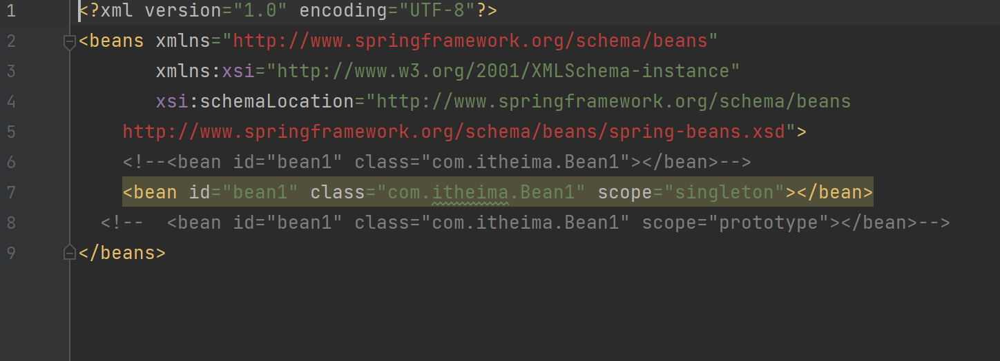 1 <?xml version="1.0" encoding="UTF-8"?>
2 <beans xmlns="http://www.springframework.org/schema/beans"
3 xmlns:xsi="http://www.w3.org/2001/XMLSchema-instance"
4 xsi:schemaLocation="http://www.springframework.org/schema/beans
5 http://www.springframework.org/schema/beans/spring-beans.xsd">
6 <!--<bean id="bean1" class="com.itheima.Bean1"></bean>-->
7 <bean id="bean1" class="com.itheima.Bean1" scope="singleton"></bean>
8 <!--  <bean id="bean1" class="com.itheima.Bean1" scope="prototype"></bean>-->
9 </beans>